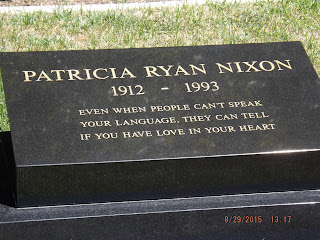 PATRICIA RYAN NIXON
1912 - 1993
EVEN WHEN PEOPLE CAN'T SPEAK
YOUR LANGUAGE, THEY CAN TELL
IF YOU HAVE LOVE IN YOUR HEART
8/29/2015 13:17